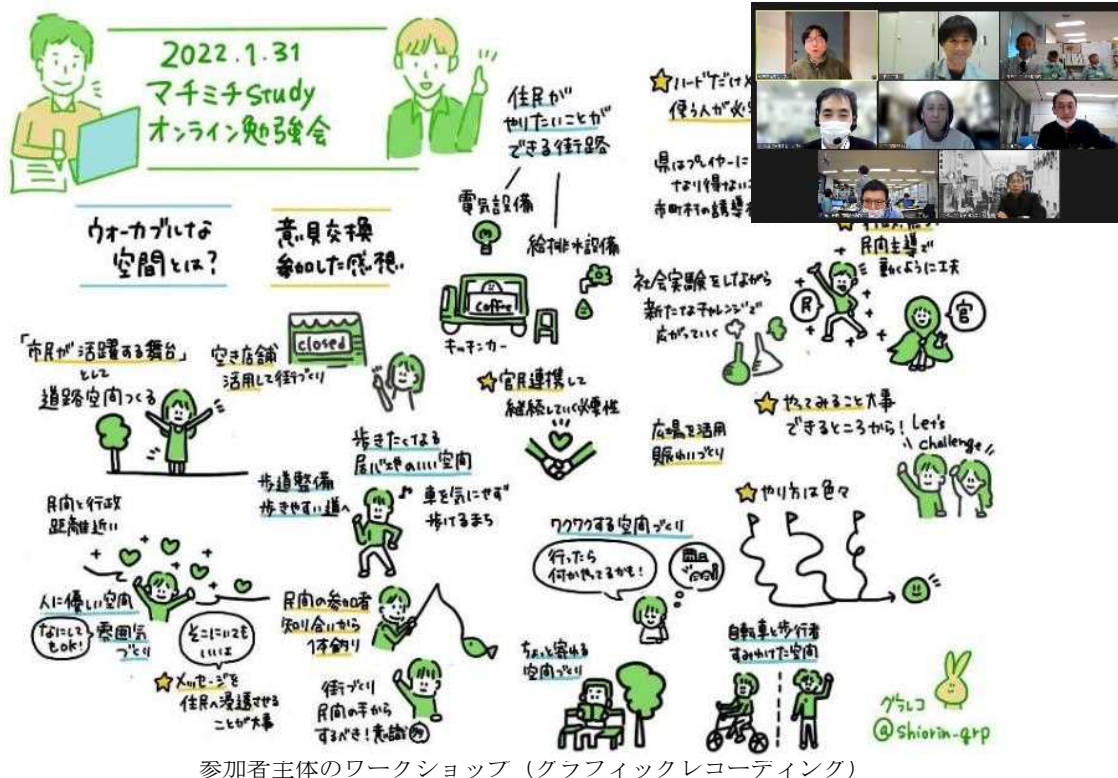 2022.1.31
マチミチStudy
オンライン勉強会
ウォーカブルな
空間とは?
意見交換
参加した感想
住民が
やりたいことが
できる街路
電気設備
給排水設備
coffee
キッチンカー
ハードだけ
使う人が必
県はプレイヤーに
なり得ない
市町村の誘導
民間主導で
動くように工夫
民
官
社会実験をしながら
新たなチャレンジで
広がっていく
「市民が活躍する舞台」
として
道路空間つくる
空き店舗
活用して街づくり
closed
官民連携して
継続していく必要性
やってみること大事
できるところから!
Let's
challenge!
広場を活用
賑わいづくり
歩きたくなる
居心地のいい空間
歩道整備
歩きやすい道へ
車を気にせず
歩けるまち
民間と行政
距離近い
人に優しい空間
なにしても
ok!
雰囲気
づくり
そこにいても
いいよ
メッセージを
住民へ浸透させる
ことが大事
民間の参加者
知り合いから
1本釣り
街づくり
民間の手から
するべき!意識
ワクワクする空間づくり
行ったら
何かやってるかも!
やり方は色々
ちょっと寄れる
空間づくり
自転車と歩行者
すみわけた空間
グラレコ
@shiorin-grp
参加者主体のワークショップ（グラフィックレコーディング）